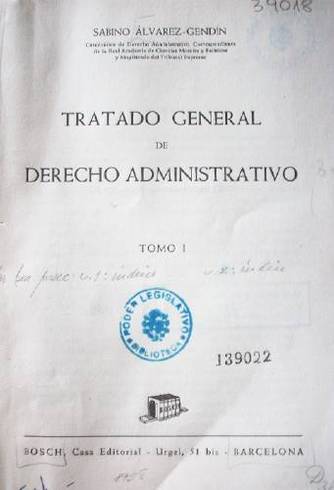 39018
SABINO ÁLVAREZ-GENDÍN
Catedrático de Derecho Administrativo, Correspondiente
de la Real Academia de Ciencias Morales y Políticas
y Magistrado del Tribunal Supremo
TRATADO GENERAL
DE
DERECHO ADMINISTRATIVO
TOMO I
PODER LEGISLATIVO
BIBLIOTECA
139022
BOSCH, Casa Editorial - Urgel, 51 bis - BARCELONA
1958